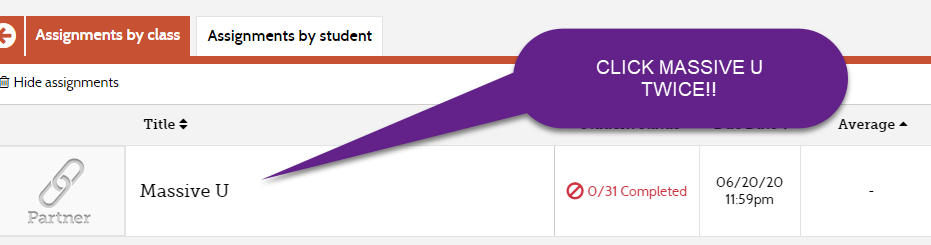 Assignments by class
Assignments by student
CLICK MASSIVE U
TWICE!!
Hide assignments
Title
Average
Massive U
0/31 Completed
06/20/20
11:59pm
-
Partner